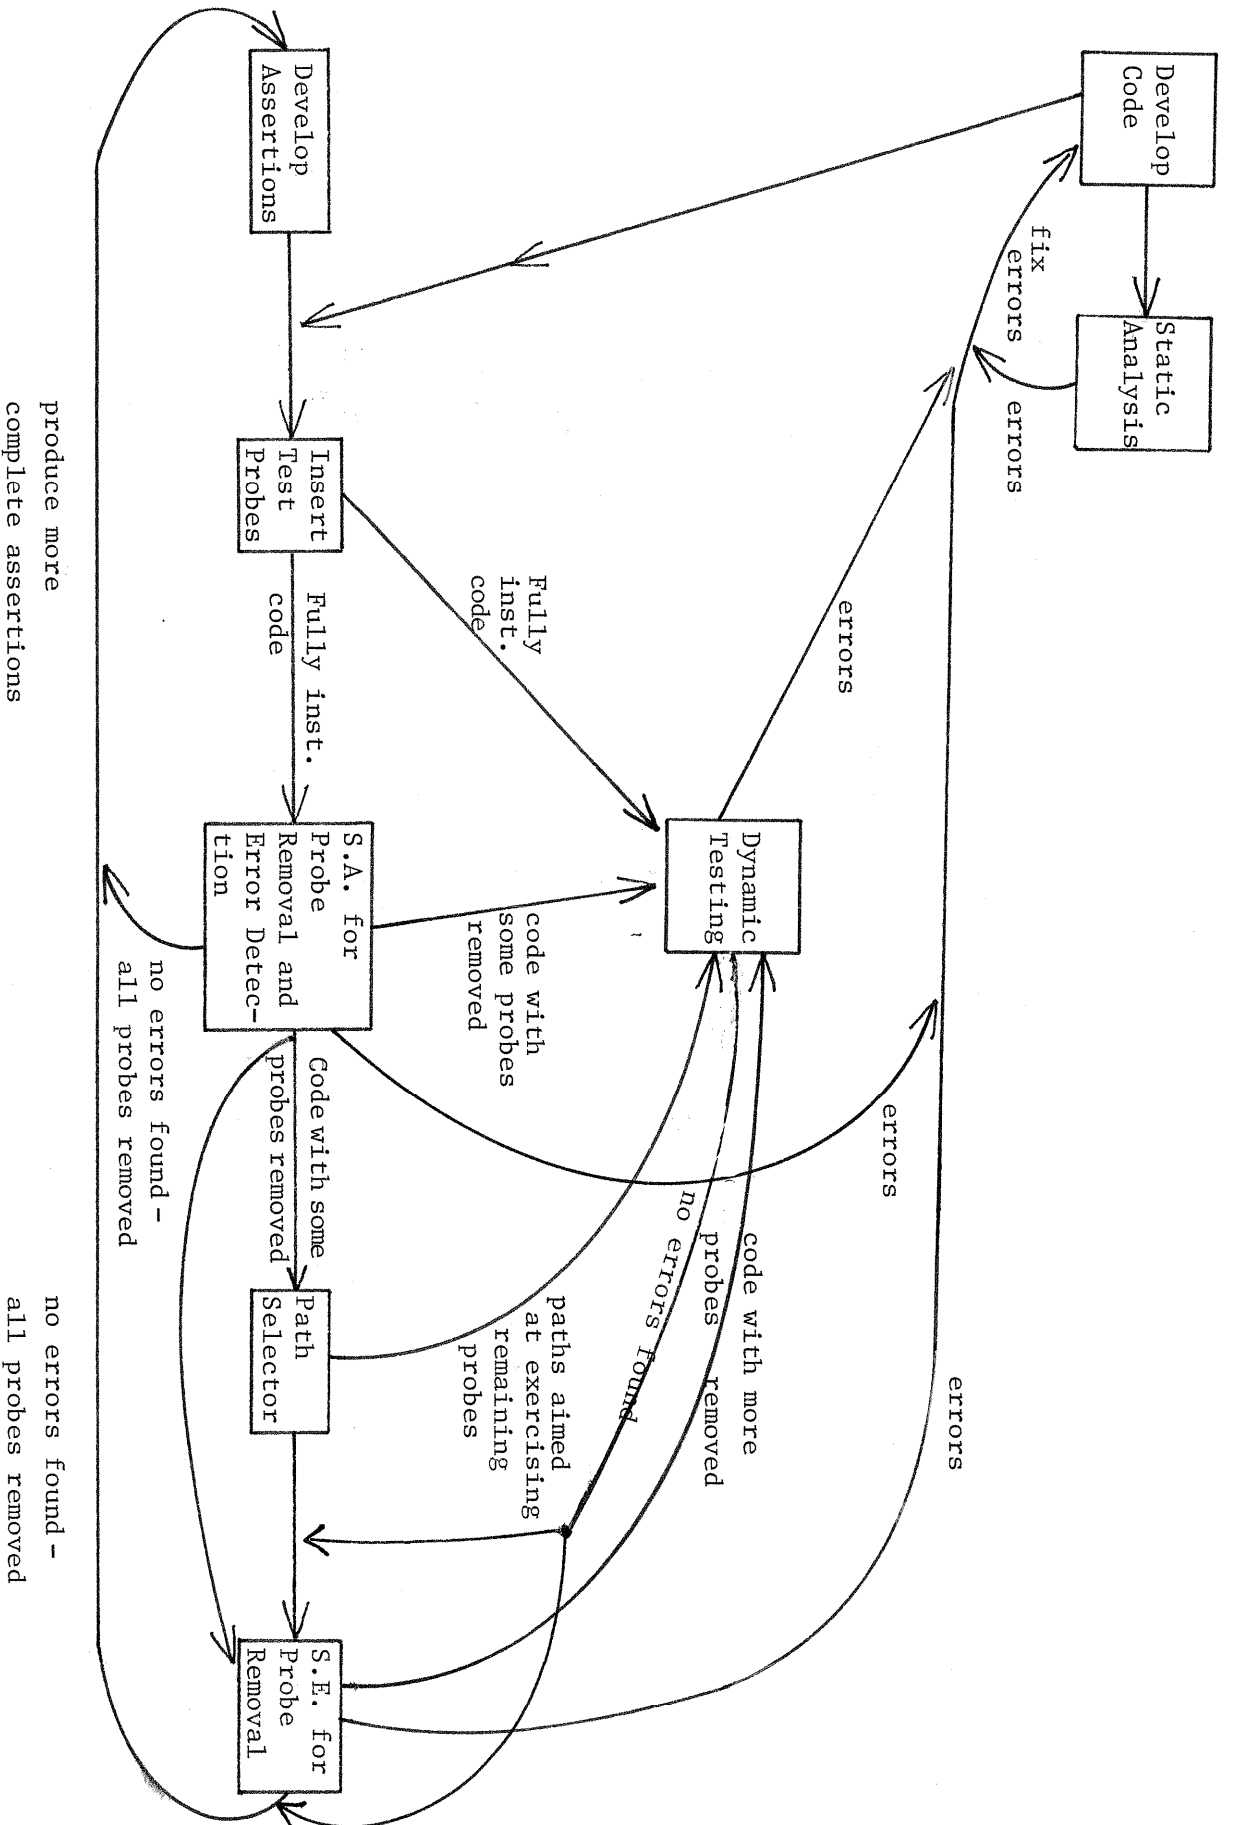 Develop
Code
Static
Analysis
fix
errors
errors
errors
errors
errors
Dynamic
Testing
Fully
inst.
code
code with
some probes
removed
code with more
probes removed
no errors found
paths aimed
at exercising
remaining
probes
Develop
Assertions
Insert
Test
Probes
Fully inst.
code
S.A. for
Probe
Removal and
Error Detec-
tion
Code with some
probes removed
Path
Selector
S.E. for
Probe
Removal
no errors found-
all probes removed
produce more
complete assertions
no errors found-
all probes removed